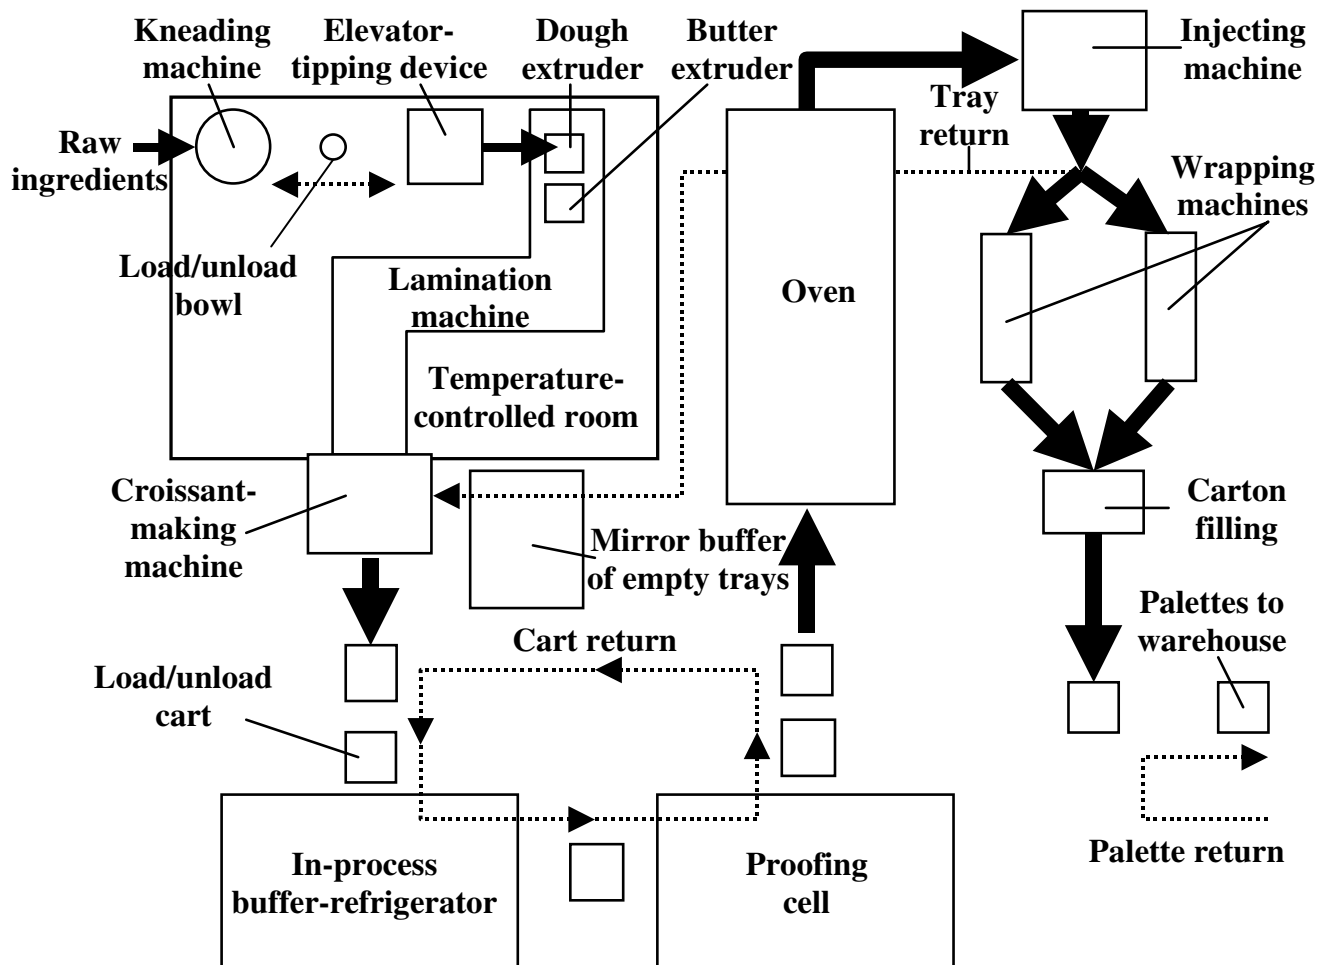 Kneading
machine
Elevator-
tipping device
Dough
extruder
Butter
extruder
Injecting
machine
Tray
return
Raw
ingredients
Wrapping
machines
Load/unload
bowl
Lamination
machine
Oven
Temperature-
controlled room
Croissant-
making
machine
Mirror buffer
of empty trays
Carton
filling
Cart return
Palettes to
warehouse
Load/unload
cart
In-process
buffer-refrigerator
Proofing
cell
Palette return